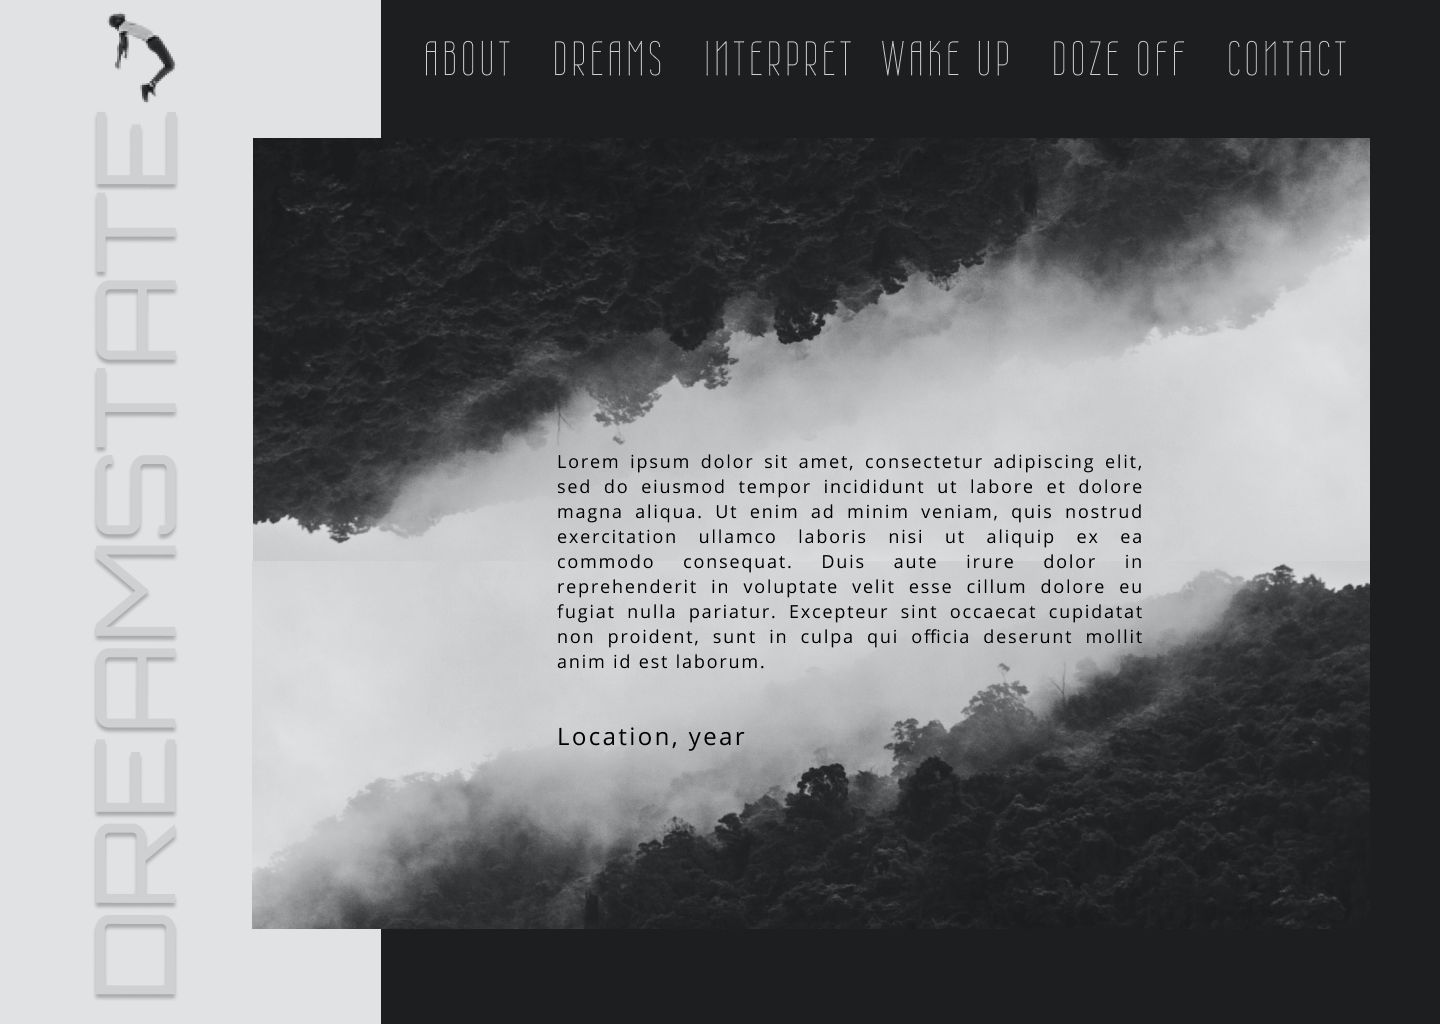 DREAMSTATE
ABOUT DREAMS INTERPRET WAKE UP DOZE OFF CONTACT
Lorem ipsum dolor sit amet, consectetur adipiscing elit,
sed do eiusmod tempor incididunt ut labore et dolore
magna aliqua. Ut enim ad minim veniam, quis nostrud
exercitation ullamco laboris nisi ut aliquip ex ea
commodo consequat. Duis aute irure dolor in
reprehenderit in voluptate velit esse cillum dolore eu
fugiat nulla pariatur. Excepteur sint occaecat cupidatat
non proident, sunt in culpa qui officia deserunt mollit
anim id est laborum.
Location, year